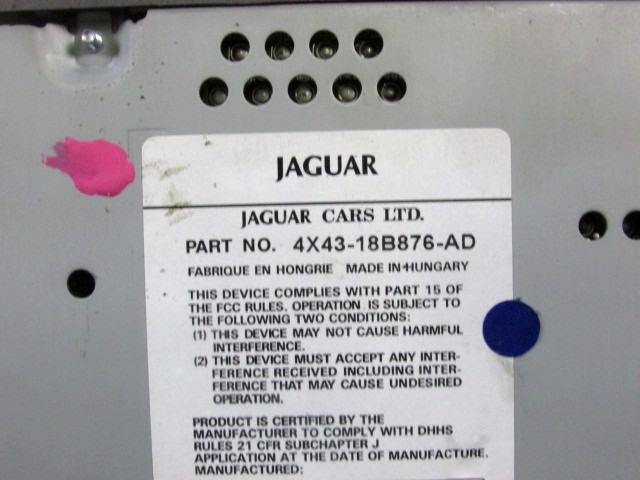 JAGUAR
JAGUAR CARS LTD.
PART NO. 4X43-18B876-AD
FABRIQUE EN HONGRIE MADE IN HUNGARY
THIS DEVICE COMPLIES WITH PART 15 OF
THE FCC RULES. OPERATION IS SUBJECT TO
THE FOLLOWING TWO CONDITIONS:
(1) THIS DEVICE MAY NOT CAUSE HARMFUL
INTERFERENCE.
(2) THIS DEVICE MUST ACCEPT ANY INTER-
FERENCE RECEIVED INCLUDING INTER-
FERENCE THAT MAY CAUSE UNDESIRED
OPERATION.
PRODUCT IS CERTIFIED BY THE
MANUFACTURER TO COMPLY WITH DHHS
RULES 21 CFR SUBCHAPTER J
APPLICATION AT THE DATE OF MANUFACTURE.
MANUFACTURED: